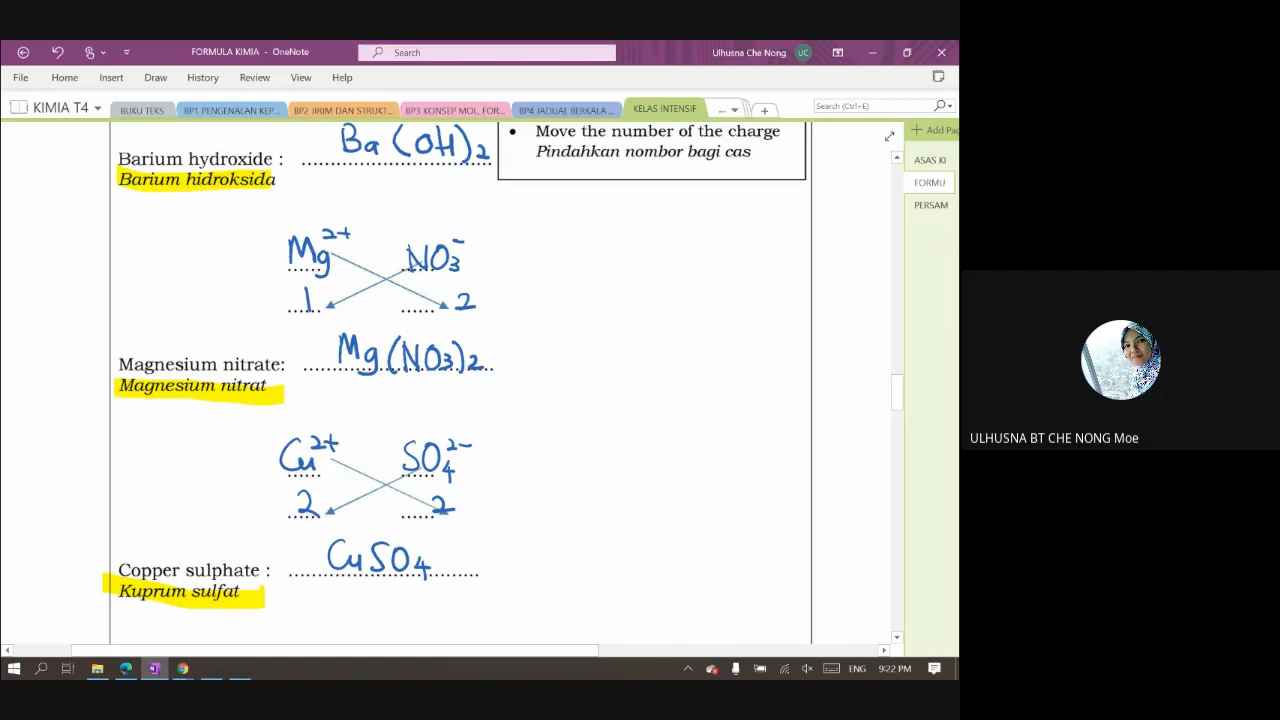 FORMULA KIMIA - OneNote
Search
Ulhusna Che Nong
UC
File Home Insert Draw History Review View Help
KIMIA T4
BUKU TEKS
BP1 PENGENALAN KEP...
BP2 JIRIM DAN STRUKT...
BP3 KONSEP MOL, FOR...
BP4 JADUAL BERKALA ...
KELAS INTENSIF
...
Search (Ctrl+E)
Add Pag
ASAS KI
FORMU
PERSAM
• Move the number of the charge
Pindahkan nombor bagi cas
Barium hydroxide : Ba(OH)2
Barium hidroksida
Mg2+ NO3-
1 2
Magnesium nitrate: Mg(NO3)2
Magnesium nitrat
Cu2+ SO42-
2 2
Copper sulphate : CuSO4
Kuprum sulfat
ULHUSNA BT CHE NONG Moe
ENG
9:22 PM